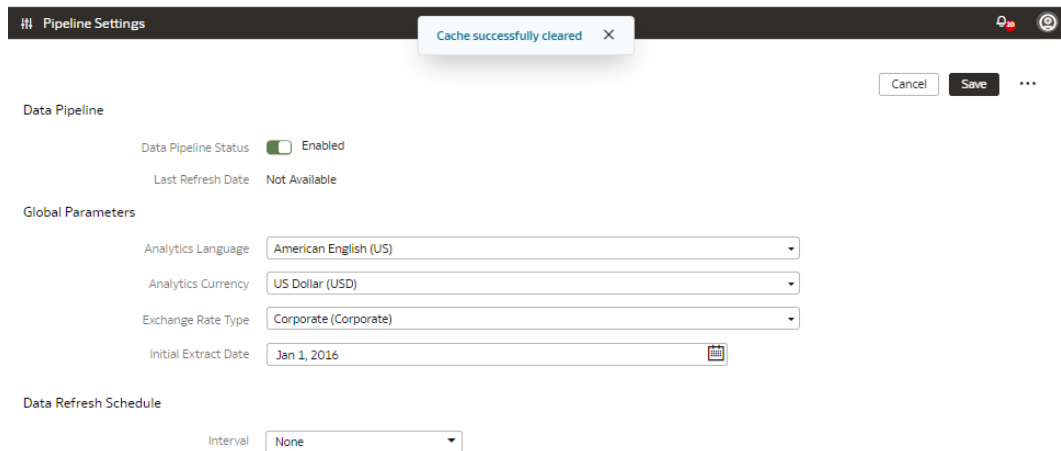 Pipeline Settings
Cache successfully cleared
20
Cancel Save
Data Pipeline
Data Pipeline Status Enabled
Last Refresh Date Not Available
Global Parameters
Analytics Language American English (US)
Analytics Currency US Dollar (USD)
Exchange Rate Type Corporate (Corporate)
Initial Extract Date Jan 1, 2016
Data Refresh Schedule
Interval None